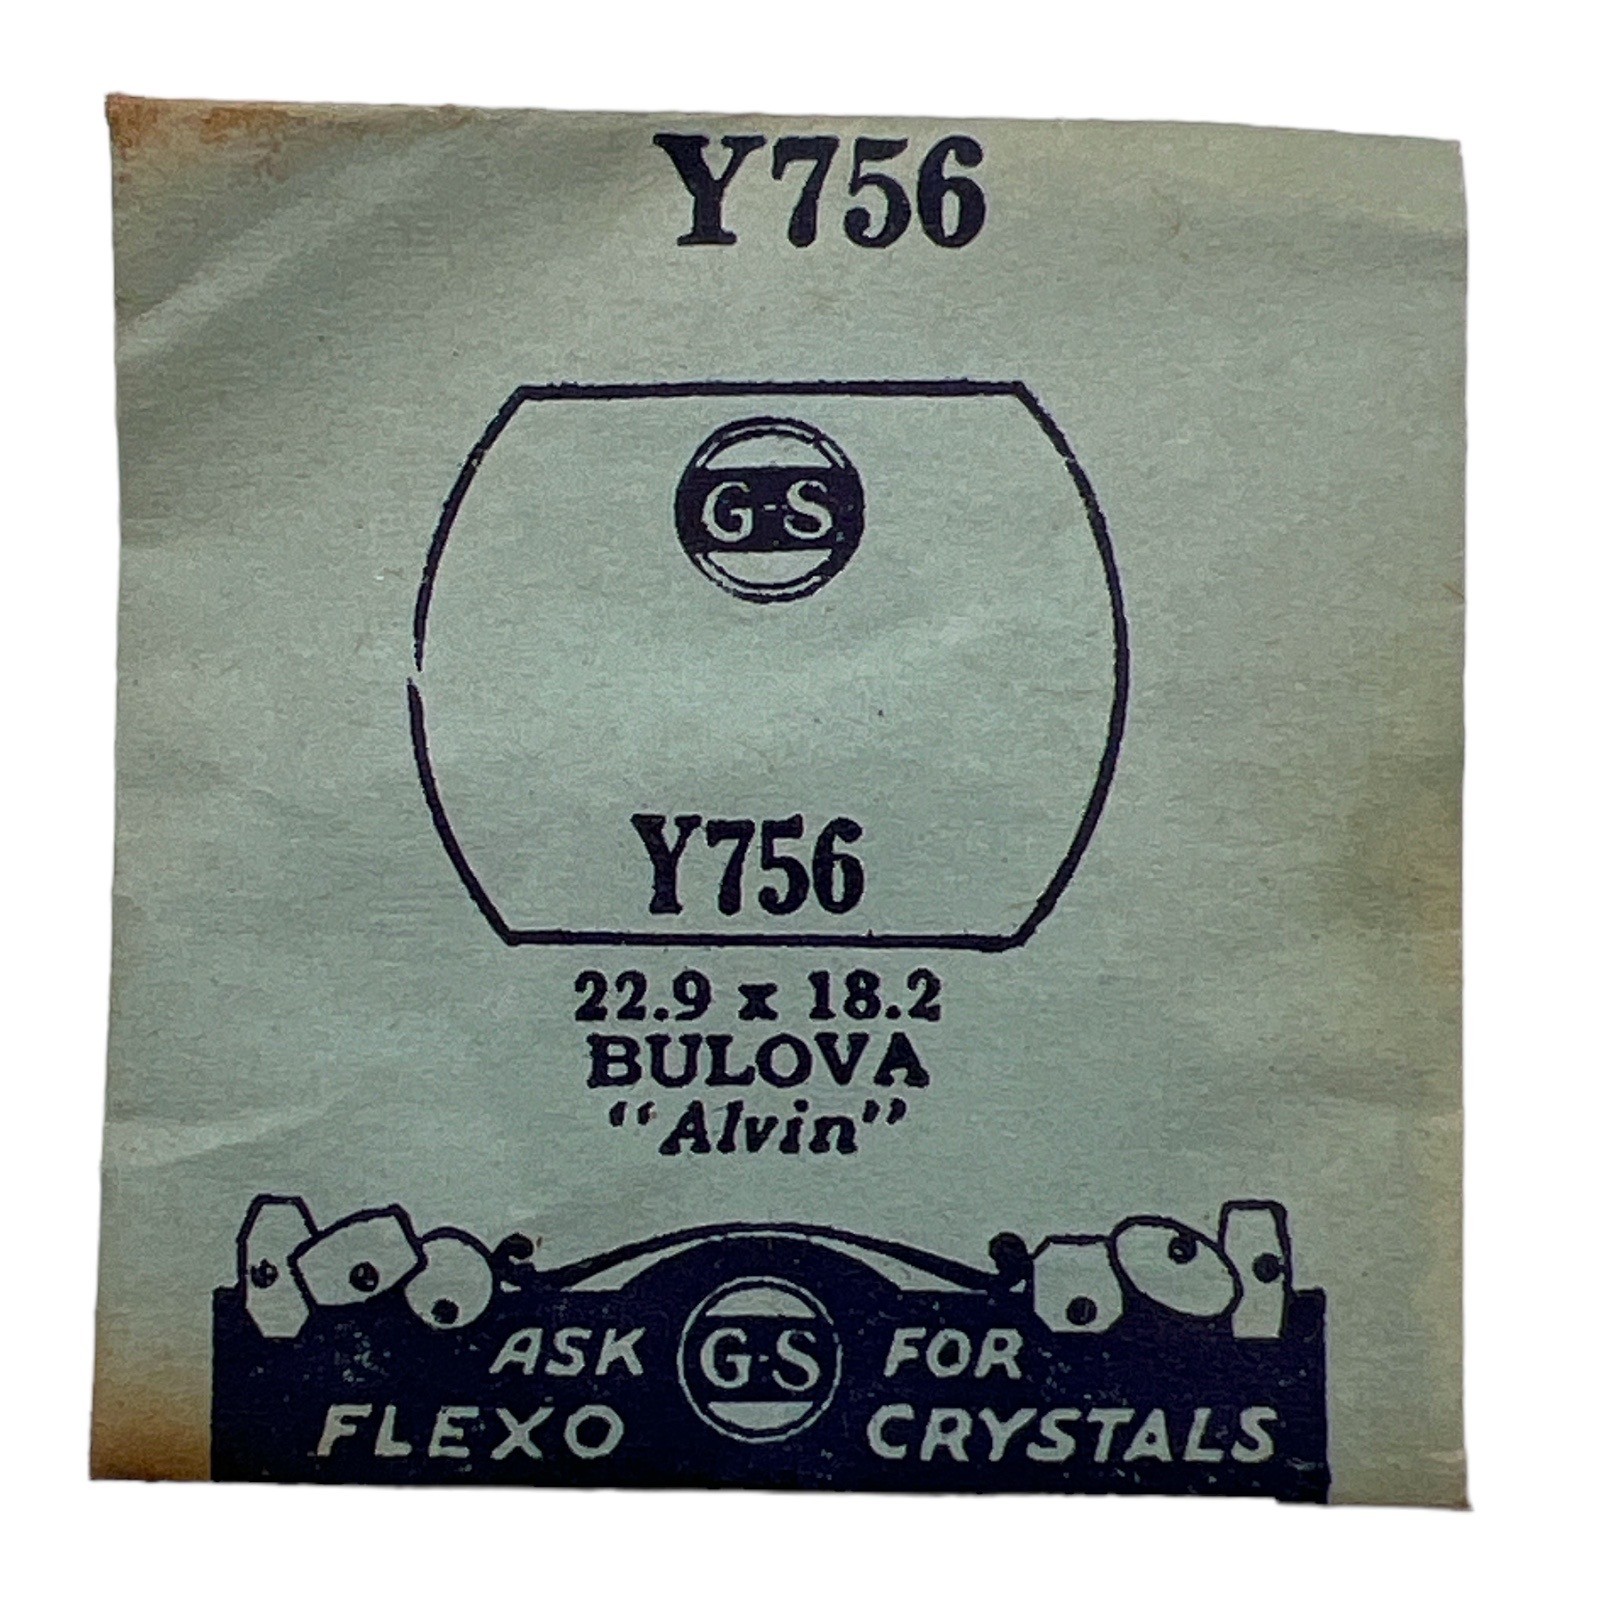 Y756
G-S
Y756
22.9 x 18.2
BULOVA
"Alvin"
ASK G-S FOR
FLEXO CRYSTALS